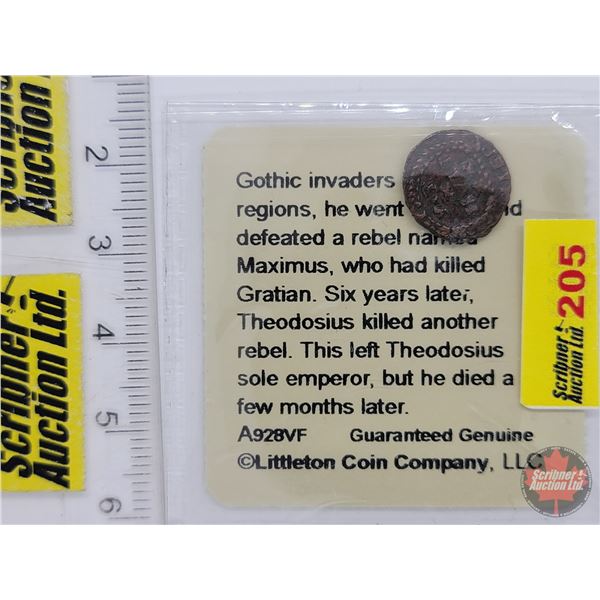 Gothic invaders
regions, he went
defeated a rebel named
Maximus, who had killed
Gratian. Six years later,
Theodosius killed another
rebel. This left Theodosius
sole emperor, but he died a
few months later.
A928VF Guaranteed Genuine
©Littleton Coin Company, LLC
205
Scribner
Auction Ltd.
Scribner
Auction Ltd.
Scribner
Auction Ltd.
Auction
2
3
4
5
6